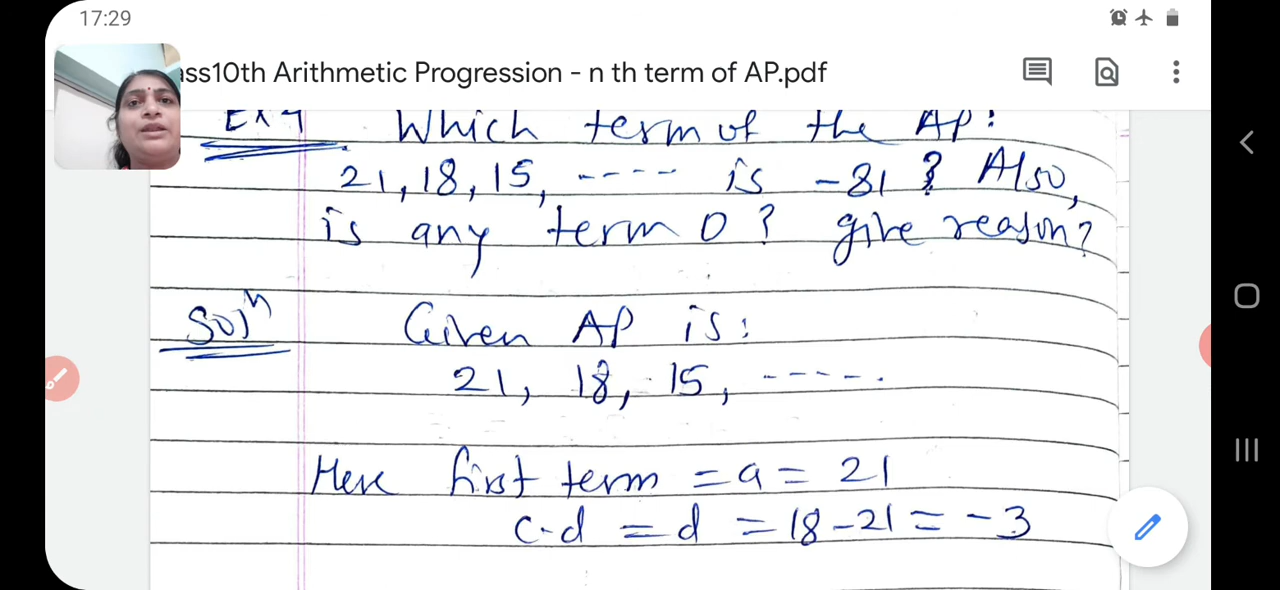 17:29
ass10th Arithmetic Progression - n th term of AP.pdf
Which term of the AP:
21, 18, 15, ---- is -81 ? Also,
is any term 0 ? give reason?
Solⁿ Given AP is:
21, 18, 15, -----.
Here first term = a = 21
c.d = d = 18-21 = -3